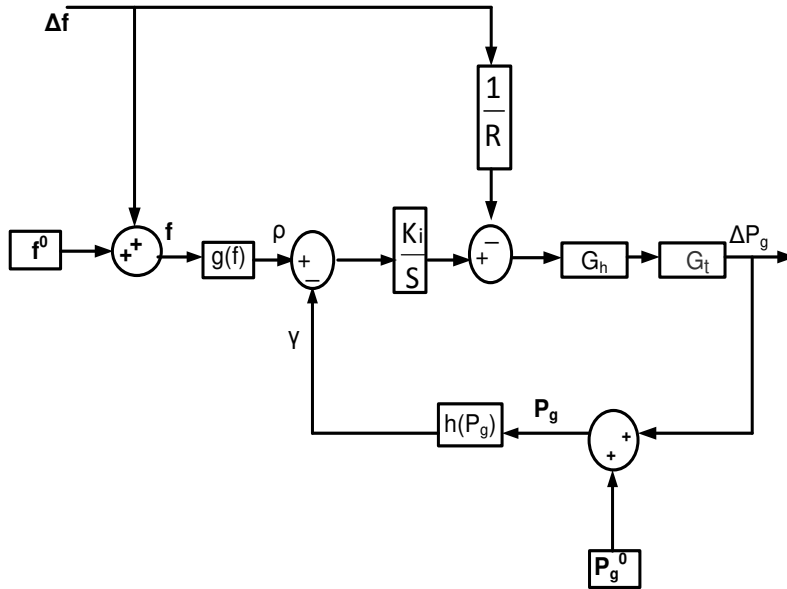 Δf
1
R
f⁰
+
+
f
g(f)
ρ
+
−
Kᵢ
S
−
+
Gₕ
Gₜ
ΔP_g
γ
h(P_g)
P_g
+
+
P_g⁰